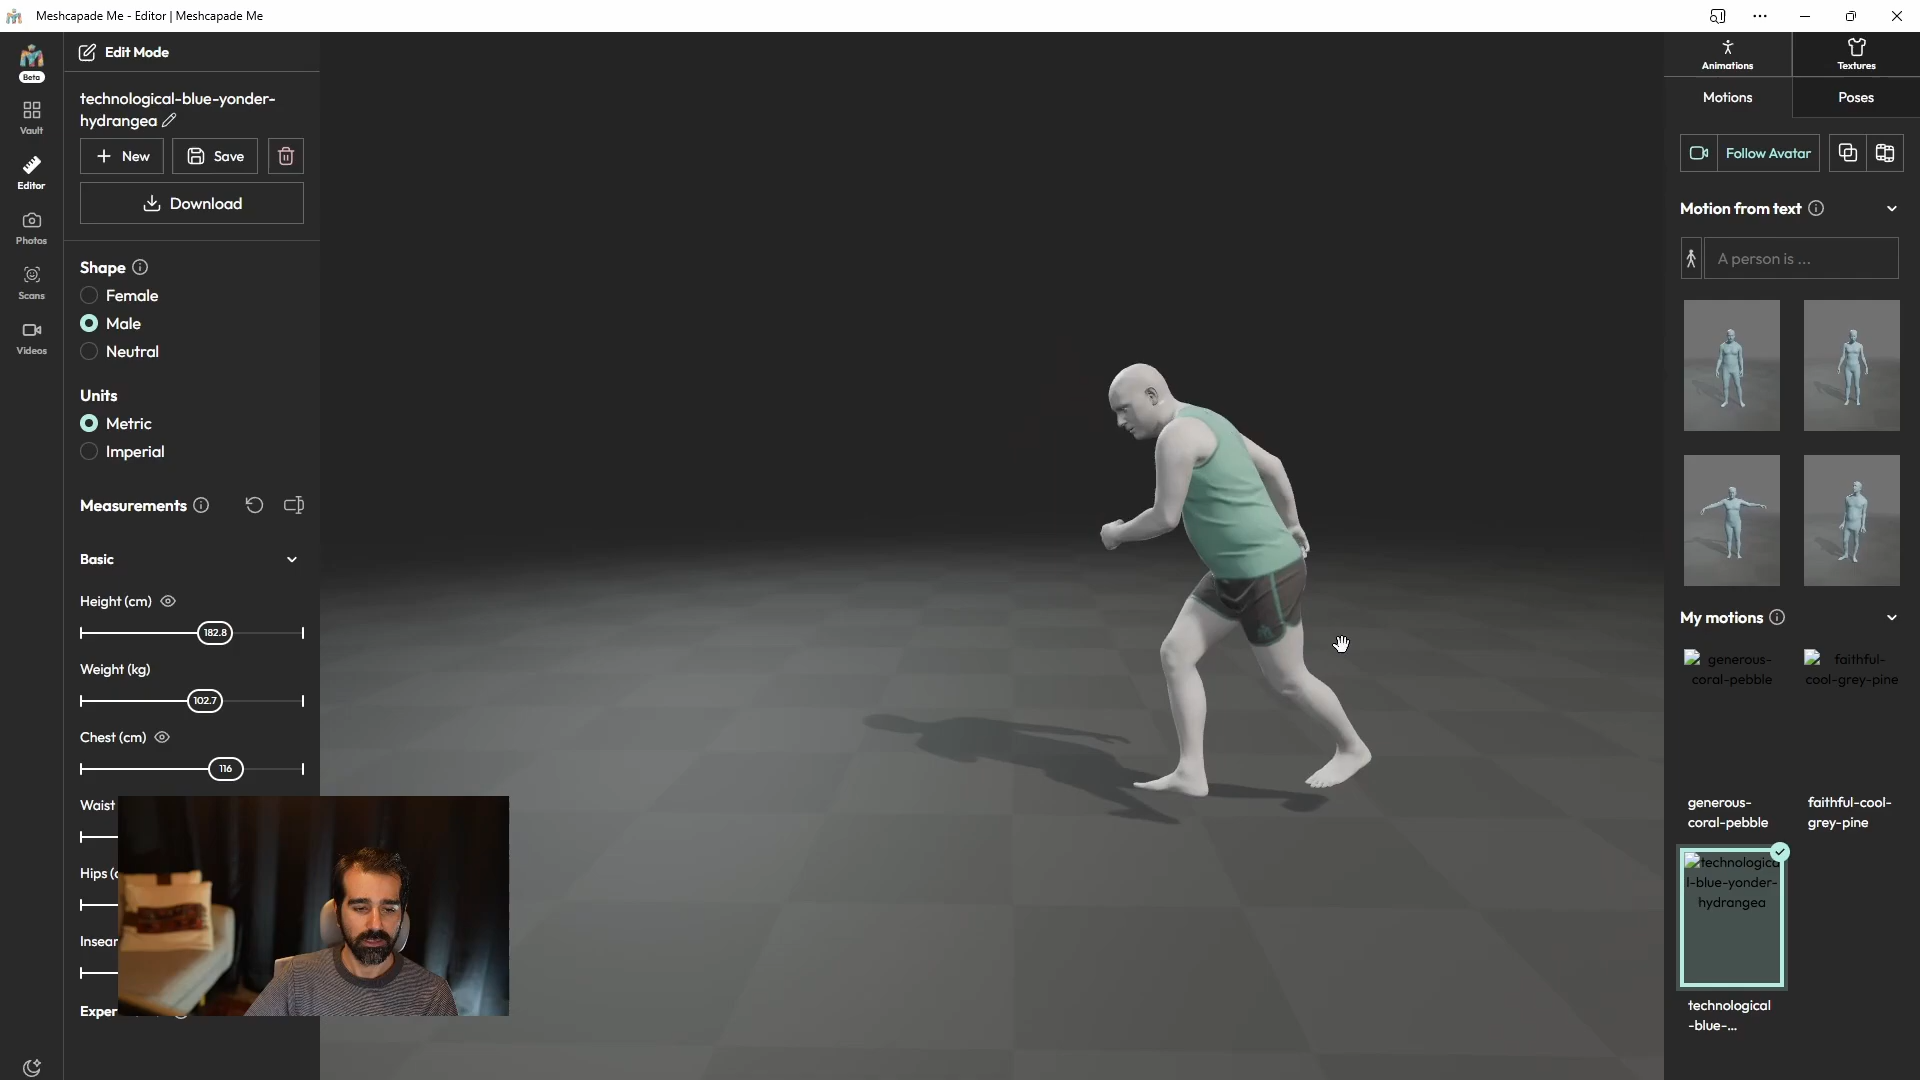 Meshcapade Me - Editor | Meshcapade Me
Beta
Vault
Editor
Photos
Scans
Videos
Edit Mode
technological-blue-yonder-
hydrangea
New
Save
Download
Shape
Female
Male
Neutral
Units
Metric
Imperial
Measurements
Basic
Height (cm)
182.8
Weight (kg)
102.7
Chest (cm)
116
Waist
Hips (c
Insear
Exper
Animations
Textures
Motions
Poses
Follow Avatar
Motion from text
A person is ...
My motions
generous-
coral-pebble
faithful-
cool-grey-pine
generous-
coral-pebble
faithful-cool-
grey-pine
technologica
l-blue-yonder-
hydrangea
technological
-blue-...